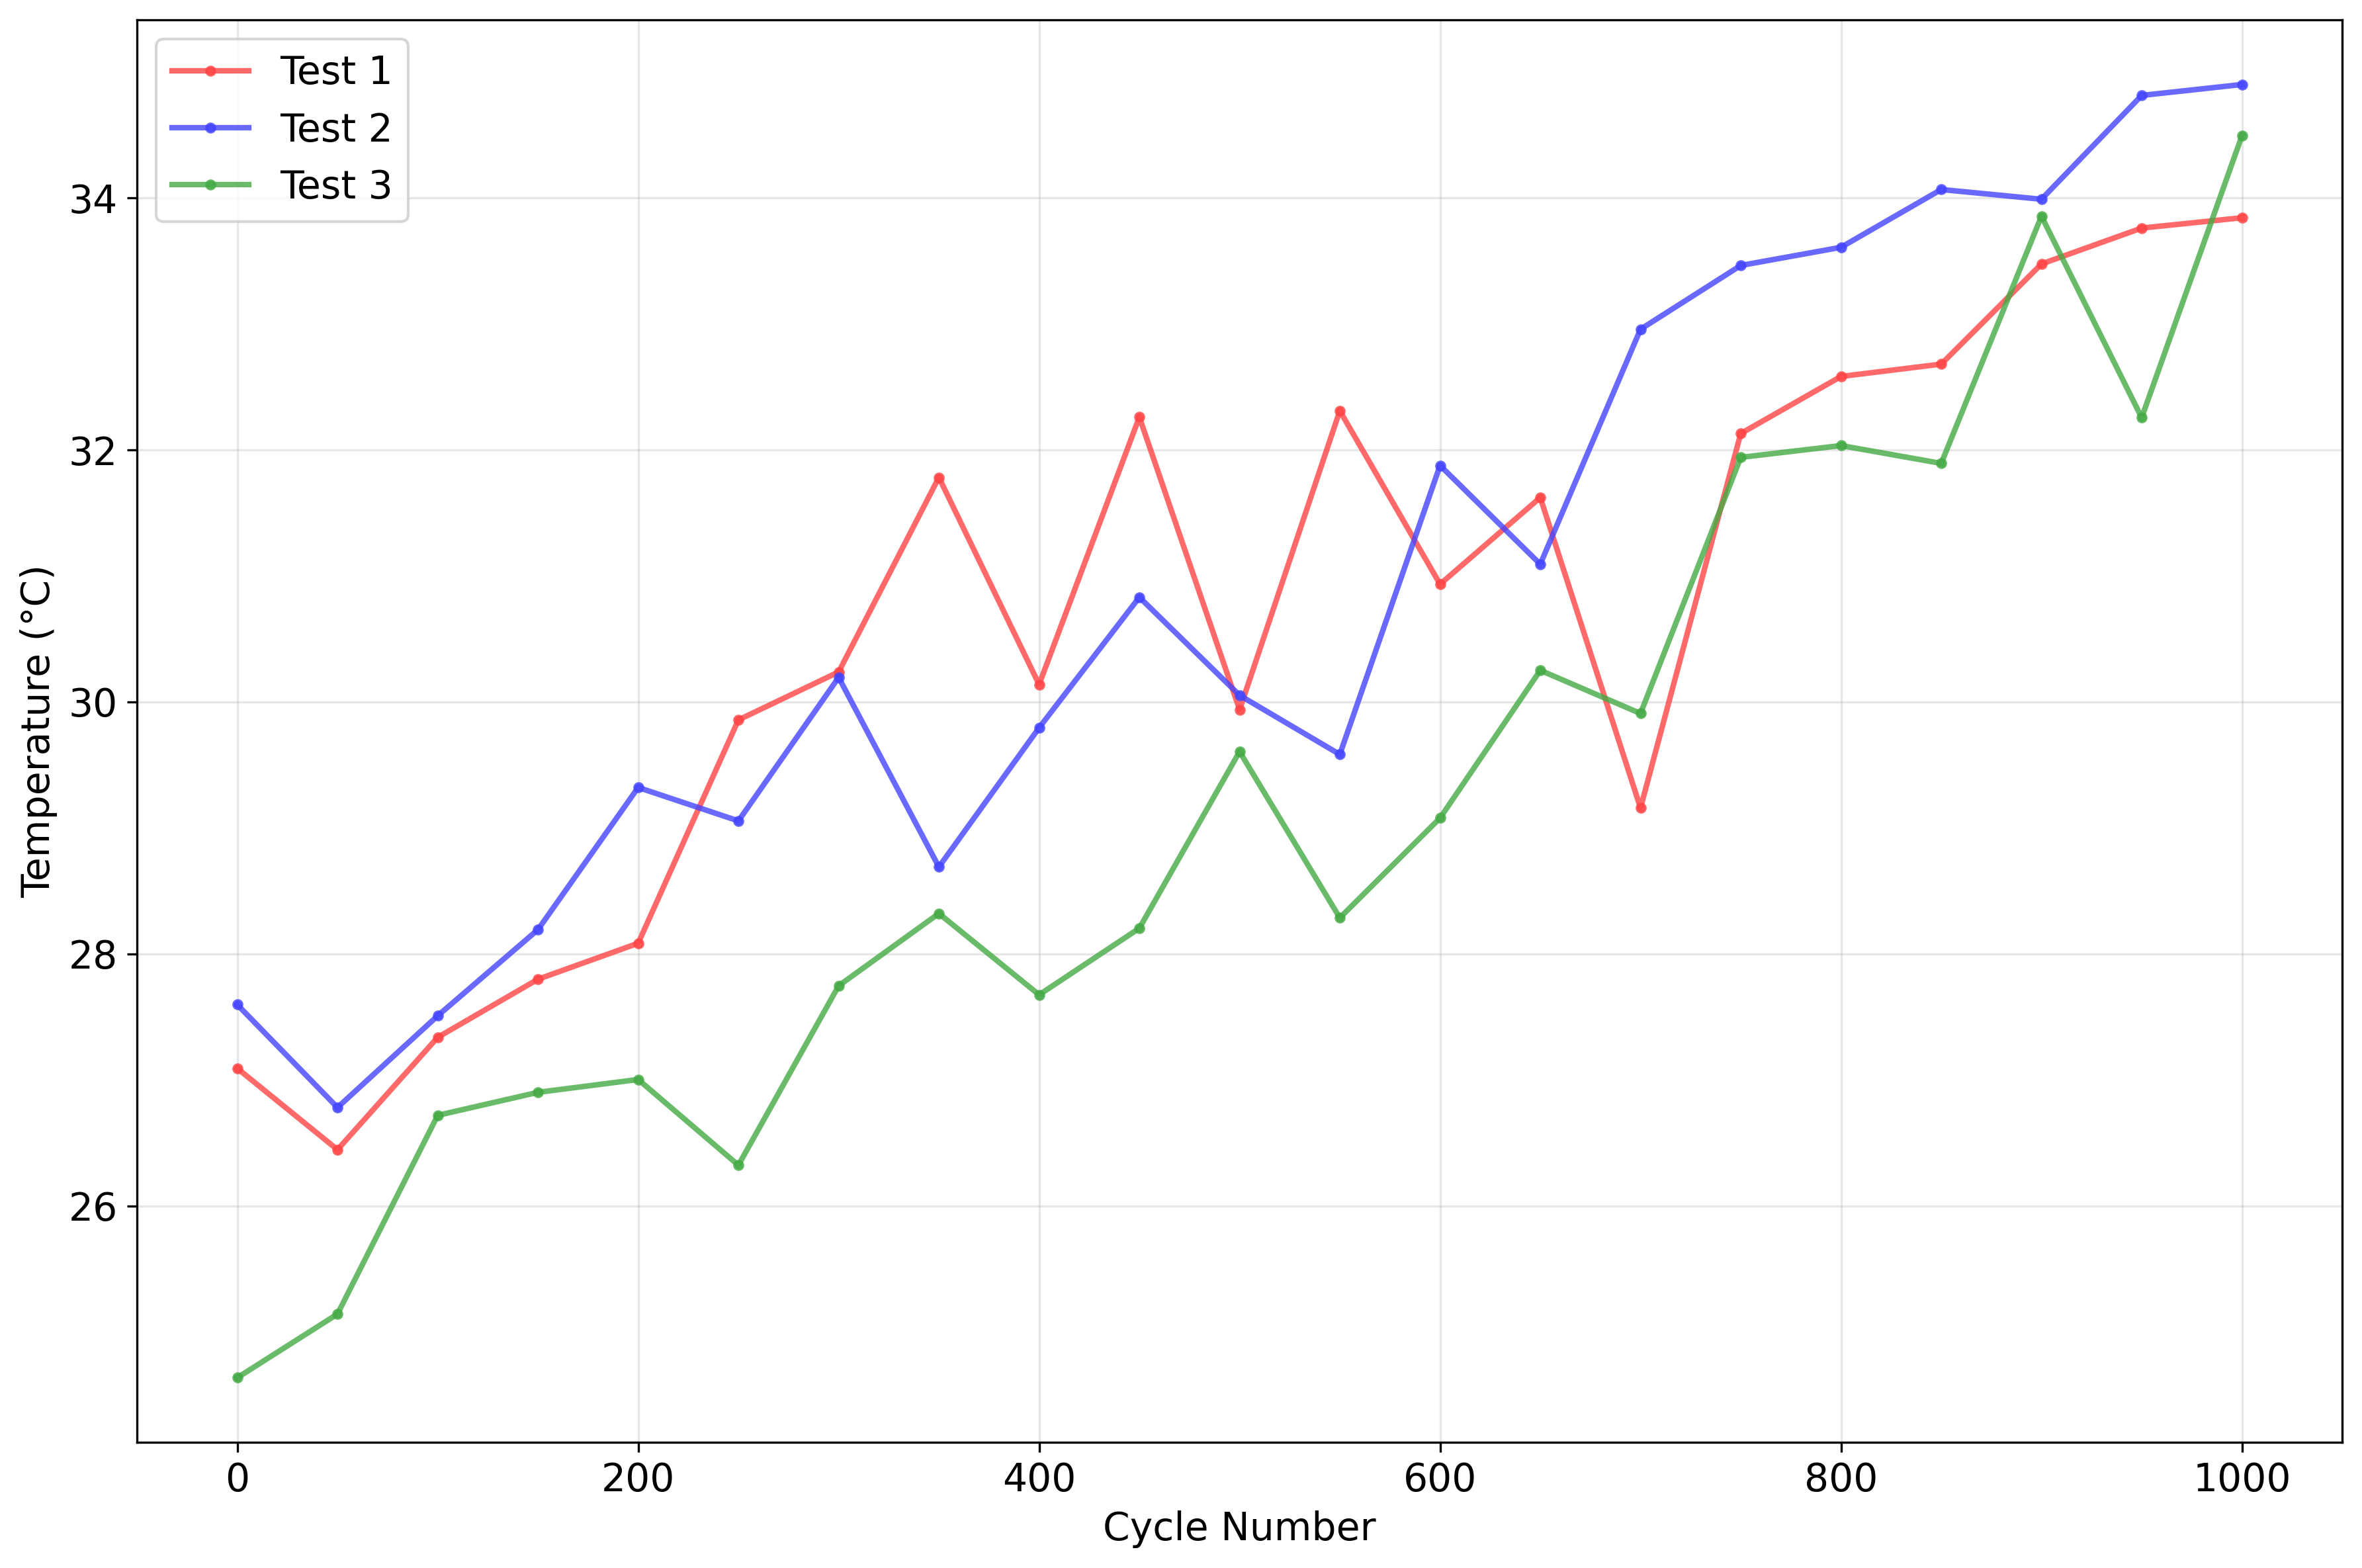 Test 1
Test 2
Test 3
34
32
30
28
26
Temperature (°C)
0 200 400 600 800 1000
Cycle Number